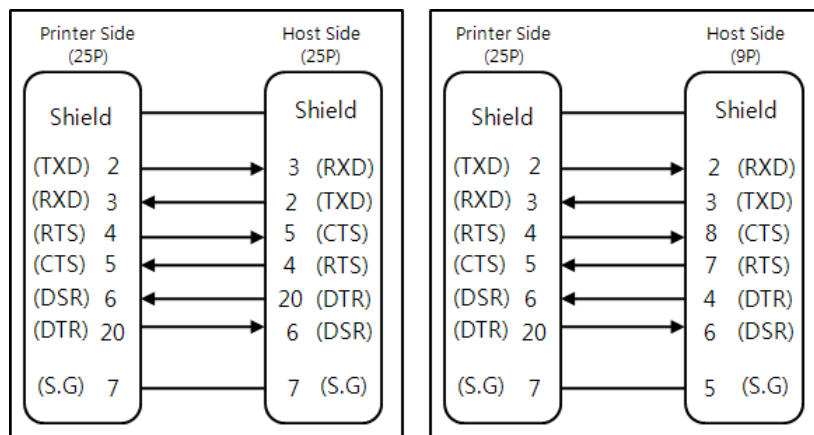 Printer Side Host Side
(25P) (25P)
Shield Shield
(TXD) 2 3 (RXD)
(RXD) 3 2 (TXD)
(RTS) 4 5 (CTS)
(CTS) 5 4 (RTS)
(DSR) 6 20 (DTR)
(DTR) 20 6 (DSR)
(S.G) 7 7 (S.G)
Printer Side Host Side
(25P) (9P)
Shield Shield
(TXD) 2 2 (RXD)
(RXD) 3 3 (TXD)
(RTS) 4 8 (CTS)
(CTS) 5 7 (RTS)
(DSR) 6 4 (DTR)
(DTR) 20 6 (DSR)
(S.G) 7 5 (S.G)